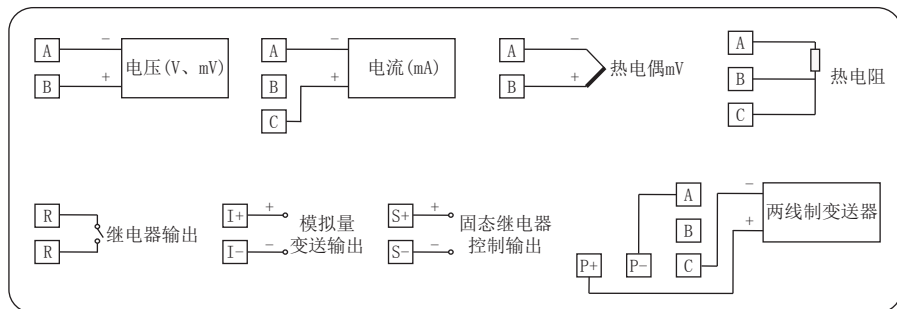 A
−
B
+
电压(V、mV)
A
−
B
+
C
电流(mA)
A
−
B
+
热电偶mV
A
B
C
热电阻
R
R
继电器输出
I+
+
I-
−
模拟量
变送输出
S+
+
S-
−
固态继电器
控制输出
A
B
C
P+
P-
−
+
两线制变送器